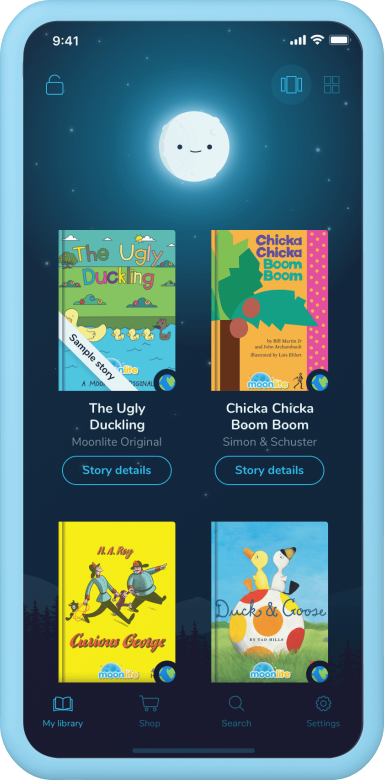 9:41
The Ugly
Duckling
Sample story
moonlite
A MOO
ORIGINAL
Chicka
Chicka
Boom
Boom
by Bill Martin Jr
and John Archambault
illustrated by Lois Ehlert
moonlite
The Ugly
Duckling
Moonlite Original
Story details
Chicka Chicka
Boom Boom
Simon & Schuster
Story details
H. A. Rey
Curious George
moonlite
Duck & Goose
BY TAD HILLS
moonlite
My library
Shop
Search
Settings